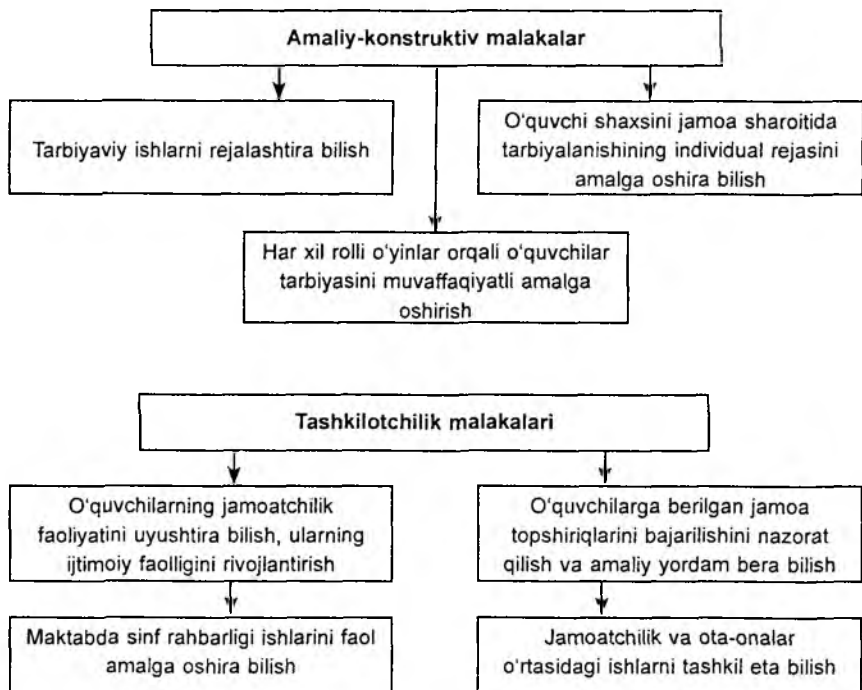 Amaliy-konstruktiv malakalar
Tarbiyaviy ishlarni rejalashtira bilish
O‘quvchi shaxsini jamoa sharoitida
tarbiyalanishining individual rejasini
amalga oshira bilish
Har xil rolli o‘yinlar orqali o‘quvchilar
tarbiyasini muvaffaqiyatli amalga
oshirish
Tashkilotchilik malakalari
O‘quvchilarning jamoatchilik
faoliyatini uyushtira bilish, ularning
ijtimoiy faolligini rivojlantirish
O‘quvchilarga berilgan jamoa
topshiriqlarini bajarilishini nazorat
qilish va amaliy yordam bera bilish
Maktabda sinf rahbarligi ishlarini faol
amalga oshira bilish
Jamoatchilik va ota-onalar
o‘rtasidagi ishlarni tashkil eta bilish